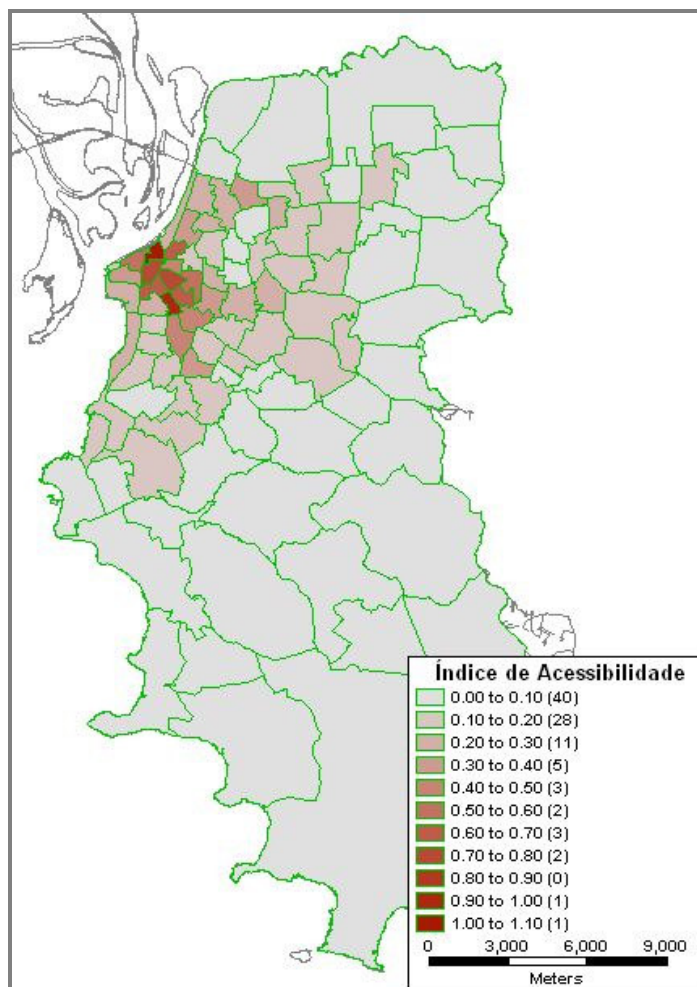 Índice de Acessibilidade
0.00 to 0.10 (40)
0.10 to 0.20 (28)
0.20 to 0.30 (11)
0.30 to 0.40 (5)
0.40 to 0.50 (3)
0.50 to 0.60 (2)
0.60 to 0.70 (3)
0.70 to 0.80 (2)
0.80 to 0.90 (0)
0.90 to 1.00 (1)
1.00 to 1.10 (1)
0 3,000 6,000 9,000
Meters